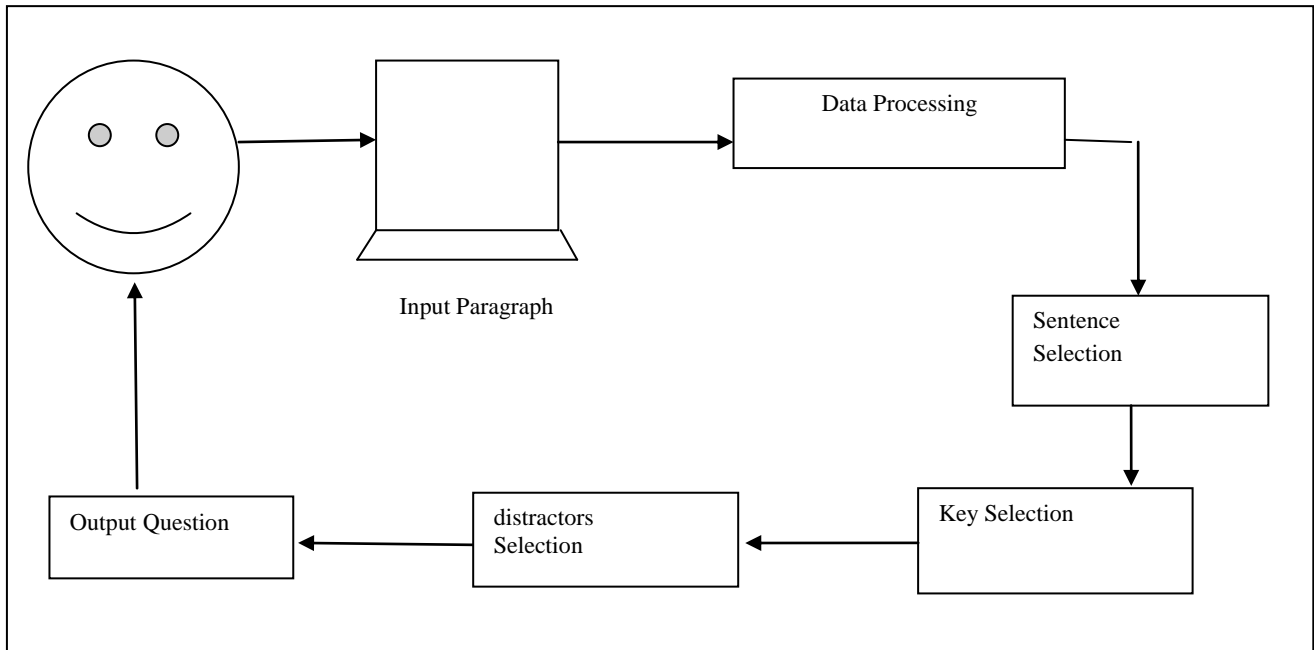 Data Processing
Input Paragraph
Sentence
Selection
Key Selection
distractors
Selection
Output Question